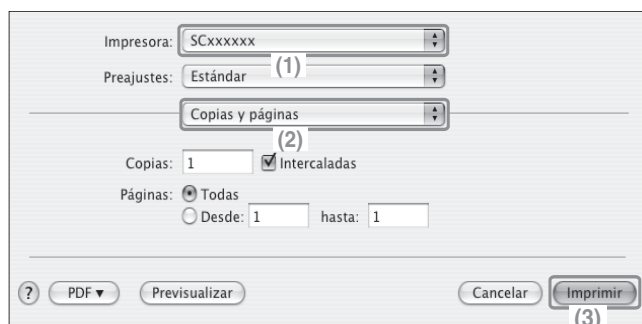 Impresora: SCxxxxxx
(1)
Preajustes: Estándar
Copias y páginas
(2)
Copias: 1 Intercaladas
Páginas: Todas
Desde: 1 hasta: 1
? PDF▼ Previsualizar Cancelar Imprimir
(3)